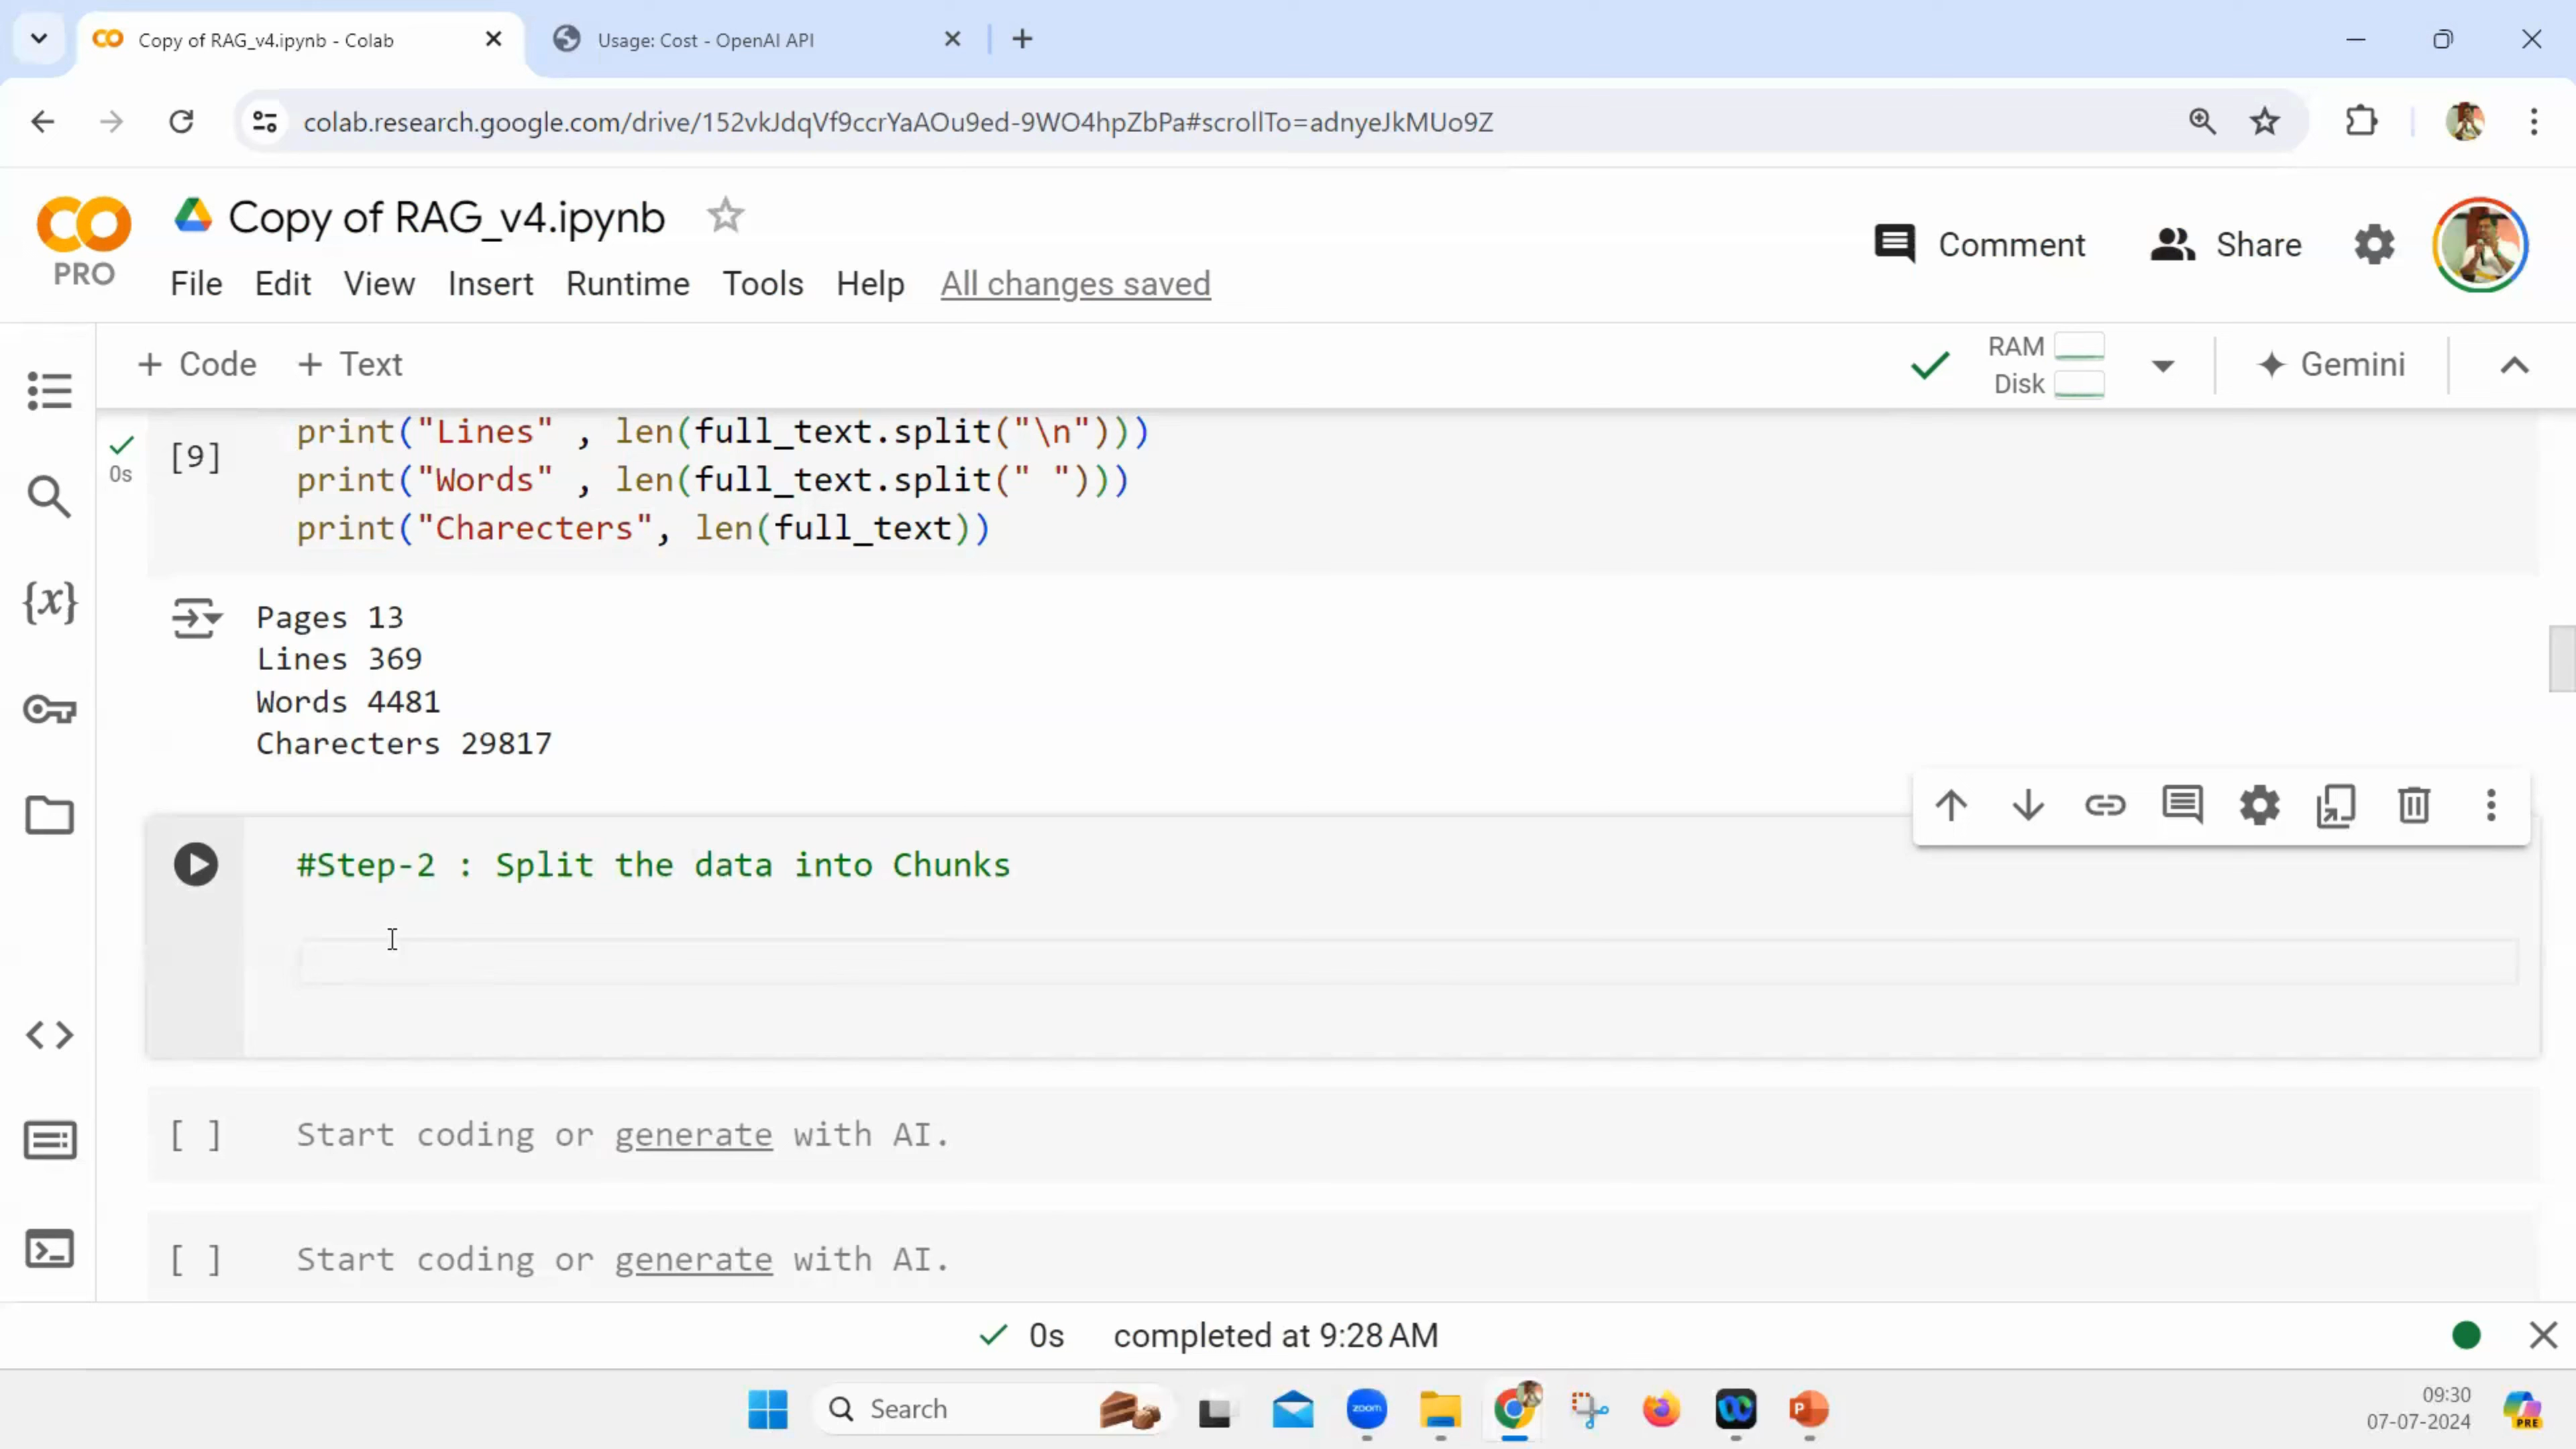 Copy of RAG_v4.ipynb - Colab
Usage: Cost - OpenAI API
colab.research.google.com/drive/152vkJdqVf9ccrYaAOu9ed-9WO4hpZbPa#scrollTo=adnyeJkMUo9Z
CO
PRO
Copy of RAG_v4.ipynb
File Edit View Insert Runtime Tools Help All changes saved
Comment
Share
+ Code + Text
RAM
Disk
Gemini
0s
[9]
print("Lines" , len(full_text.split("\n")))
print("Words" , len(full_text.split(" ")))
print("Charecters", len(full_text))
{x}
Pages 13
Lines 369
Words 4481
Charecters 29817
#Step-2 : Split the data into Chunks
[ ] Start coding or generate with AI.
[ ] Start coding or generate with AI.
0s completed at 9:28 AM
Search
zoom
P
09:30
07-07-2024
PRE